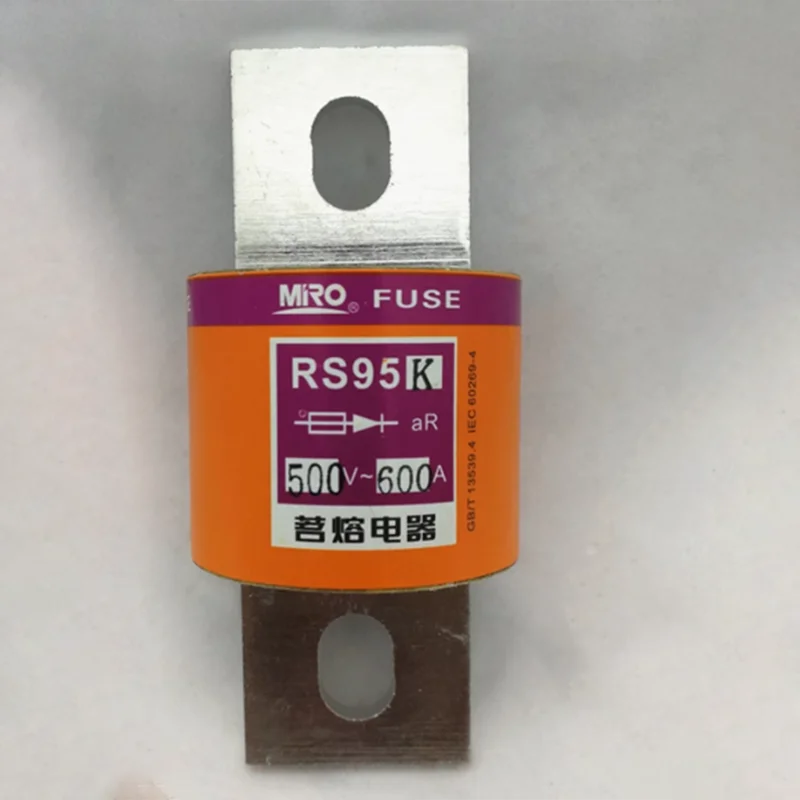 MIRO® FUSE
RS95K
aR
500V~600A
茗熔电器
GB/T 13539.4 IEC 60269-4